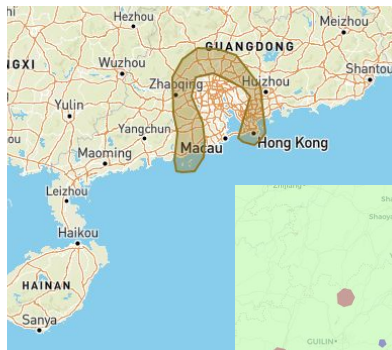 Hezhou
Meizhou
GUANGDONG
NGXI
Wuzhou
Shantou
Zhaoqing
Huizhou
Yulin
Yangchun
Macau
Hong Kong
Maoming
Leizhou
Haikou
HAINAN
Sanya
Shaoya
GUILIN